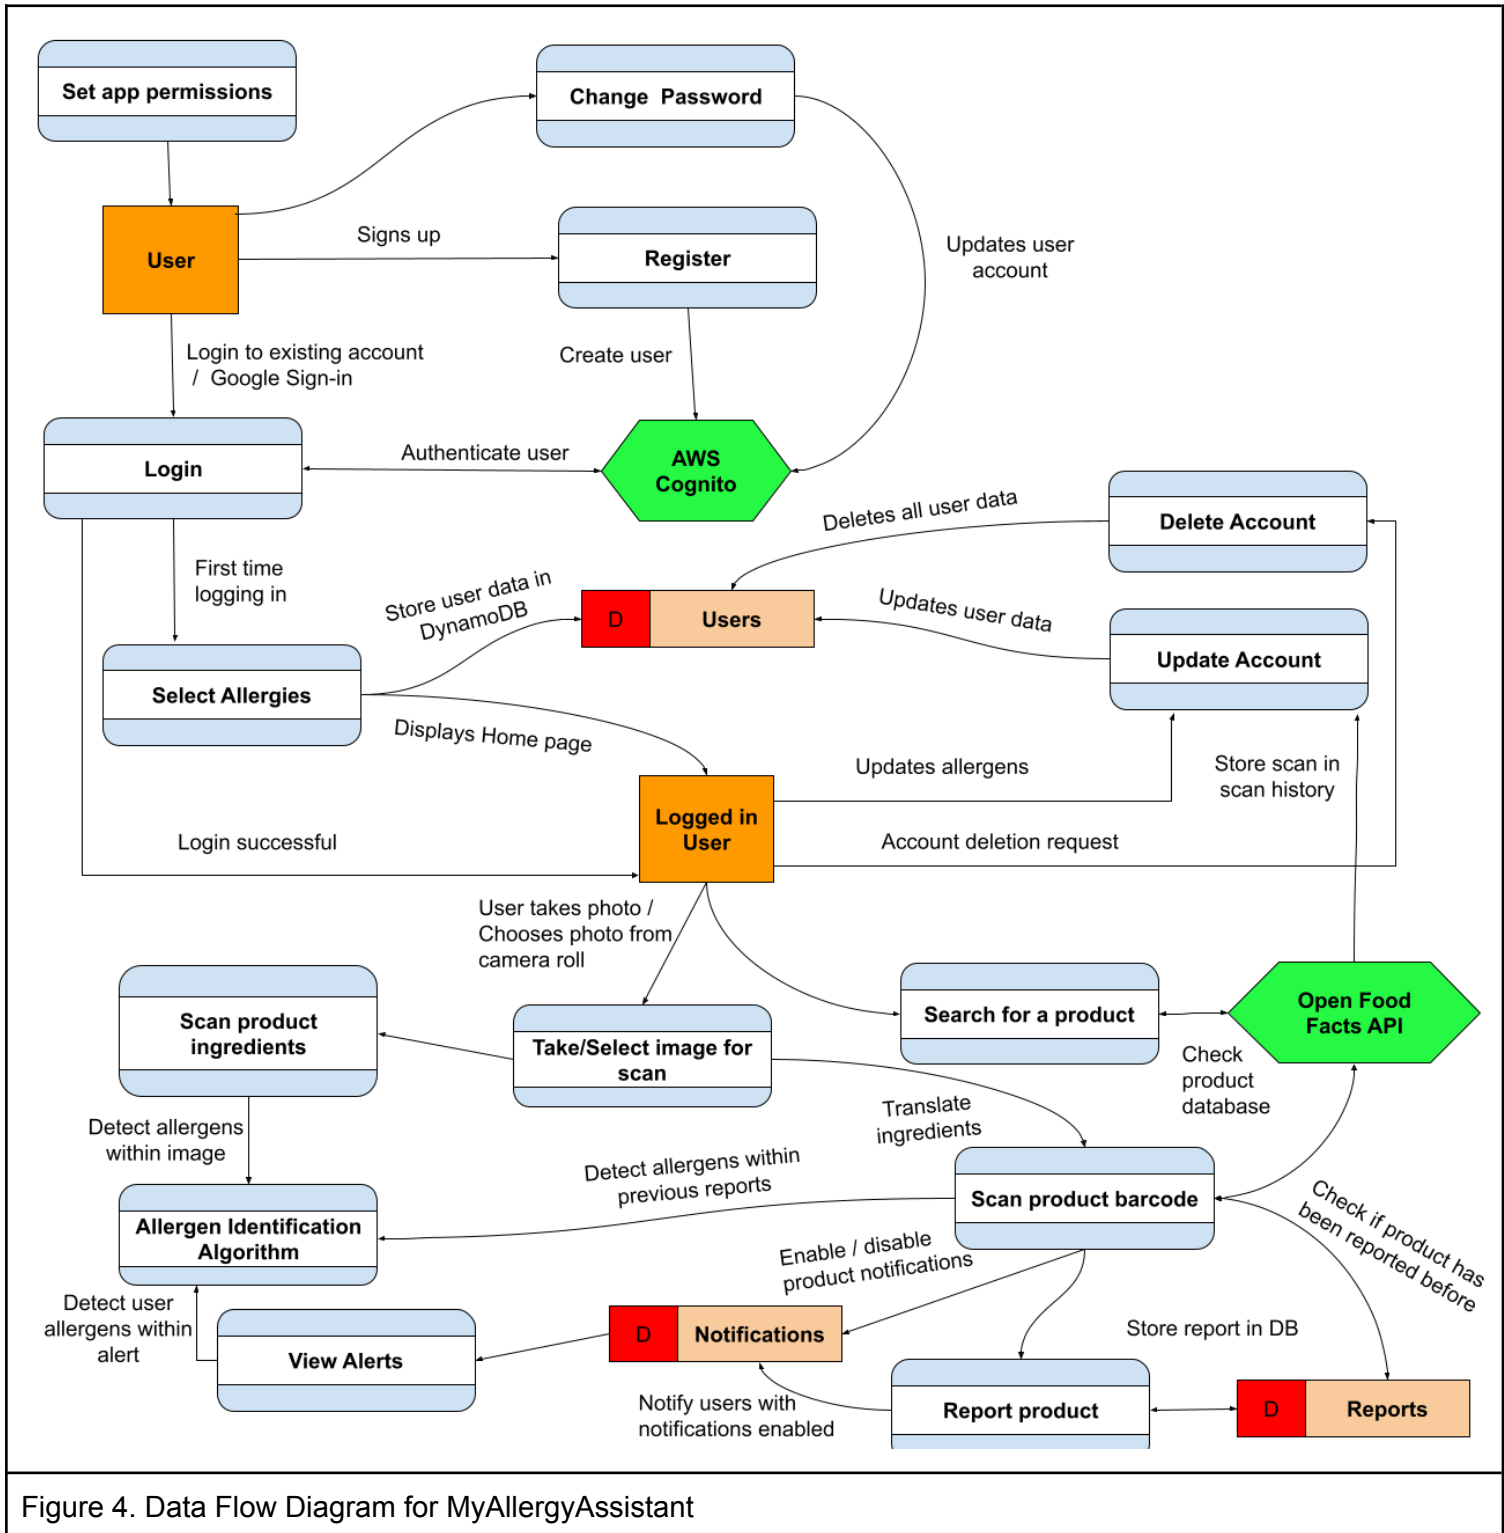 Set app permissions
Change  Password
User
Signs up
Register
Updates user
account
Login to existing account
/  Google Sign-in
Create user
Login
Authenticate user
AWS
Cognito
Deletes all user data
Delete Account
First time
logging in
Store user data in
DynamoDB
D
Users
Updates user data
Update Account
Select Allergies
Displays Home page
Updates allergens
Store scan in
scan history
Logged in
User
Login successful
Account deletion request
User takes photo /
Chooses photo from
camera roll
Scan product
ingredients
Take/Select image for
scan
Search for a product
Open Food
Facts API
Check
product
database
Translate
ingredients
Detect allergens
within image
Detect allergens within
previous reports
Scan product barcode
Allergen Identification
Algorithm
Enable / disable
product notifications
Check if product has
been reported before
Detect user
allergens within
alert
View Alerts
D
Notifications
Store report in DB
Notify users with
notifications enabled
Report product
D
Reports
Figure 4. Data Flow Diagram for MyAllergyAssistant